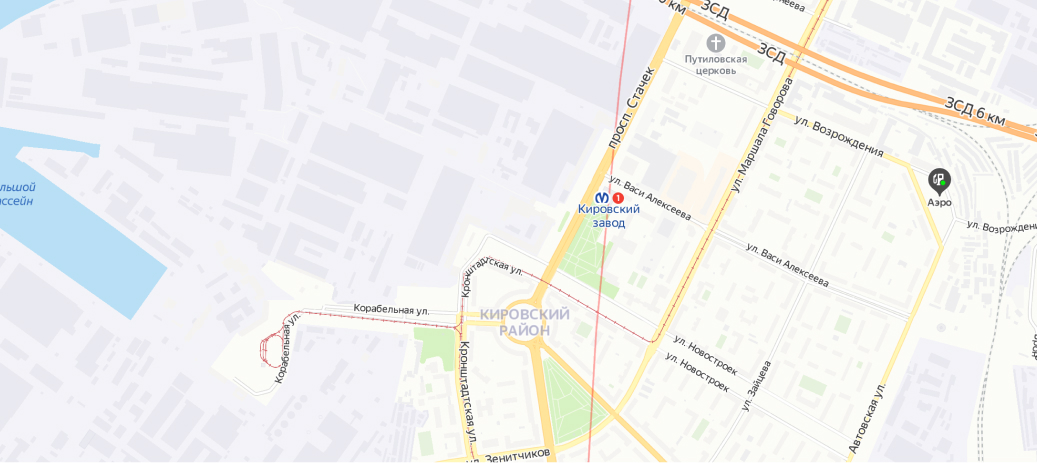 ЗСД
км
Путиловская
церковь
ЗСД
ЗСД 6 км
просп. Стачек
ул. Маршала Говорова
ул. Возрождения
Аэро
ул. Васи Алексеева
1
Кировский
завод
ул. Возрождени
льшой
ссейн
ул. Васи Алексеева
Кронштадтская ул.
Корабельная ул.
КИРОВСКИЙ
РАЙОН
Корабельная ул.
ул. Новостроек
ул. Новостроек
ул. Зайцева
Кронштадтская ул.
Автовская ул.
ул. Зенитчиков